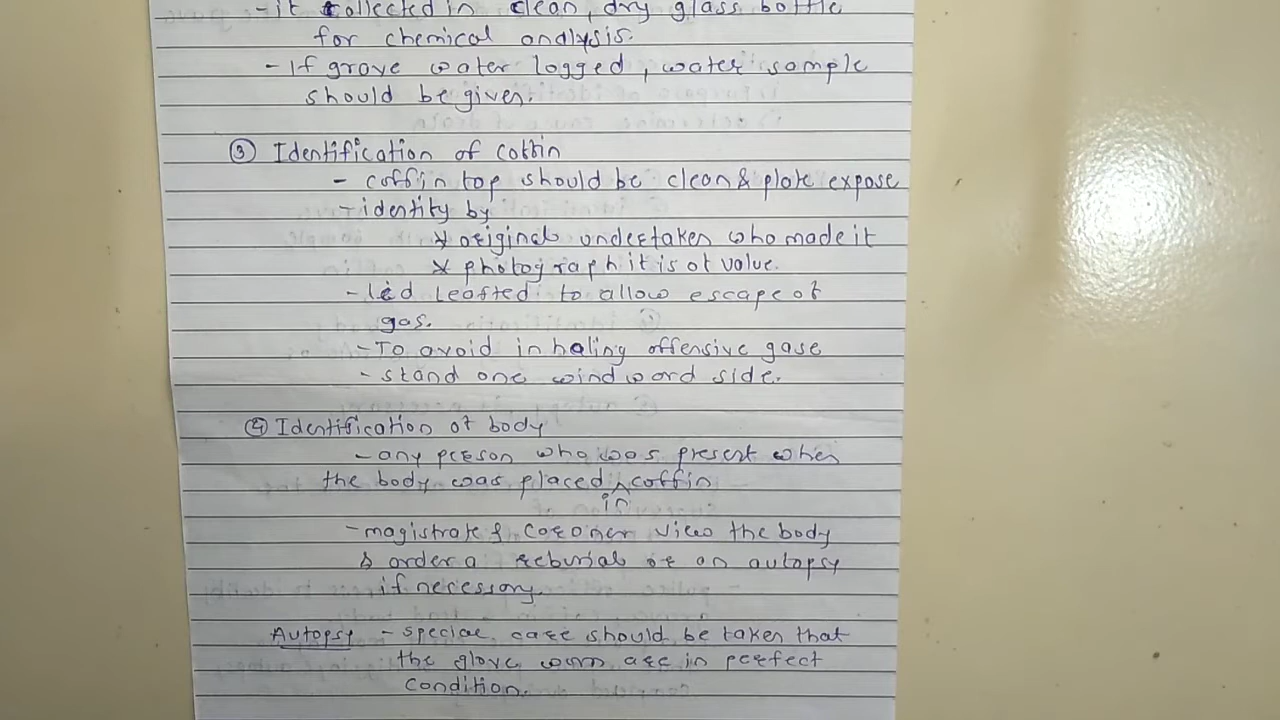 -it collected in clean, dry glass bottle
for chemical analysis.
-If grave water logged, water sample
should be given.
③ Identification of coffin
- coffin top should be clean & plate expose
-identity by
* original undertaker who made it
* photograph it is of value.
-lid leafted to allow escape of
gas.
-To avoid inhaling offensive gase
- stand one windward side.
④ Identification of body
-any person who was present when
the body was placed ^ coffin
in
-magistrate & coroner view the body
& order a reburial or an autopsy
if necessary.
Autopsy - special care should be taken that
the glove worn are in perfect
condition.